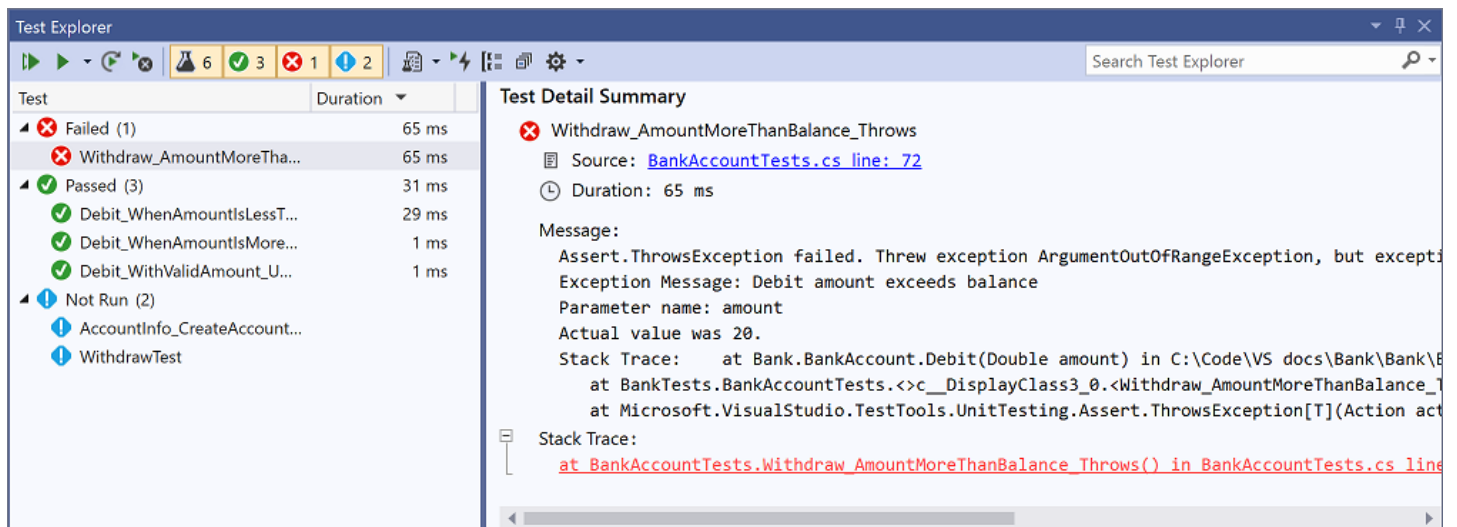 Test Explorer
6 3 1 2
Search Test Explorer
Test Duration
Failed (1) 65 ms
Withdraw_AmountMoreTha... 65 ms
Passed (3) 31 ms
Debit_WhenAmountIsLessT... 29 ms
Debit_WhenAmountIsMore... 1 ms
Debit_WithValidAmount_U... 1 ms
Not Run (2)
AccountInfo_CreateAccount...
WithdrawTest
Test Detail Summary
Withdraw_AmountMoreThanBalance_Throws
Source: BankAccountTests.cs line: 72
Duration: 65 ms
Message:
Assert.ThrowsException failed. Threw exception ArgumentOutOfRangeException, but excepti
Exception Message: Debit amount exceeds balance
Parameter name: amount
Actual value was 20.
Stack Trace: at Bank.BankAccount.Debit(Double amount) in C:\Code\VS docs\Bank\Bank\
at BankTests.BankAccountTests.<>c__DisplayClass3_0.<Withdraw_AmountMoreThanBalance_
at Microsoft.VisualStudio.TestTools.UnitTesting.Assert.ThrowsException[T](Action act
Stack Trace:
at BankAccountTests.Withdraw_AmountMoreThanBalance_Throws() in BankAccountTests.cs line